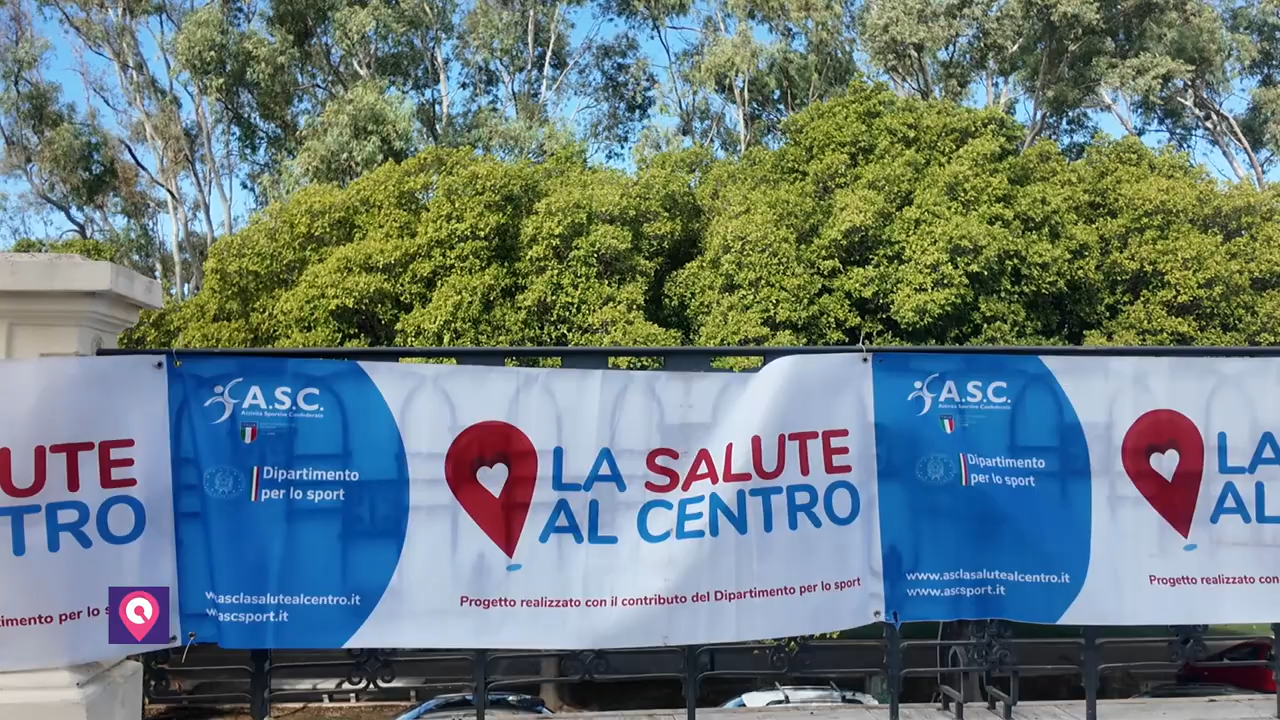 UTE
TRO
imento per lo s
A.S.C.
Attività Sportive Confederate
Dipartimento
per lo sport
asclasalutealcentro.it
ascsport.it
LA SALUTE
AL CENTRO
Progetto realizzato con il contributo del Dipartimento per lo sport
A.S.C.
Attività Sportive Confederate
Dipartimento
per lo sport
www.asclasalutealcentro.it
www.ascsport.it
LA
AL
Progetto realizzato con